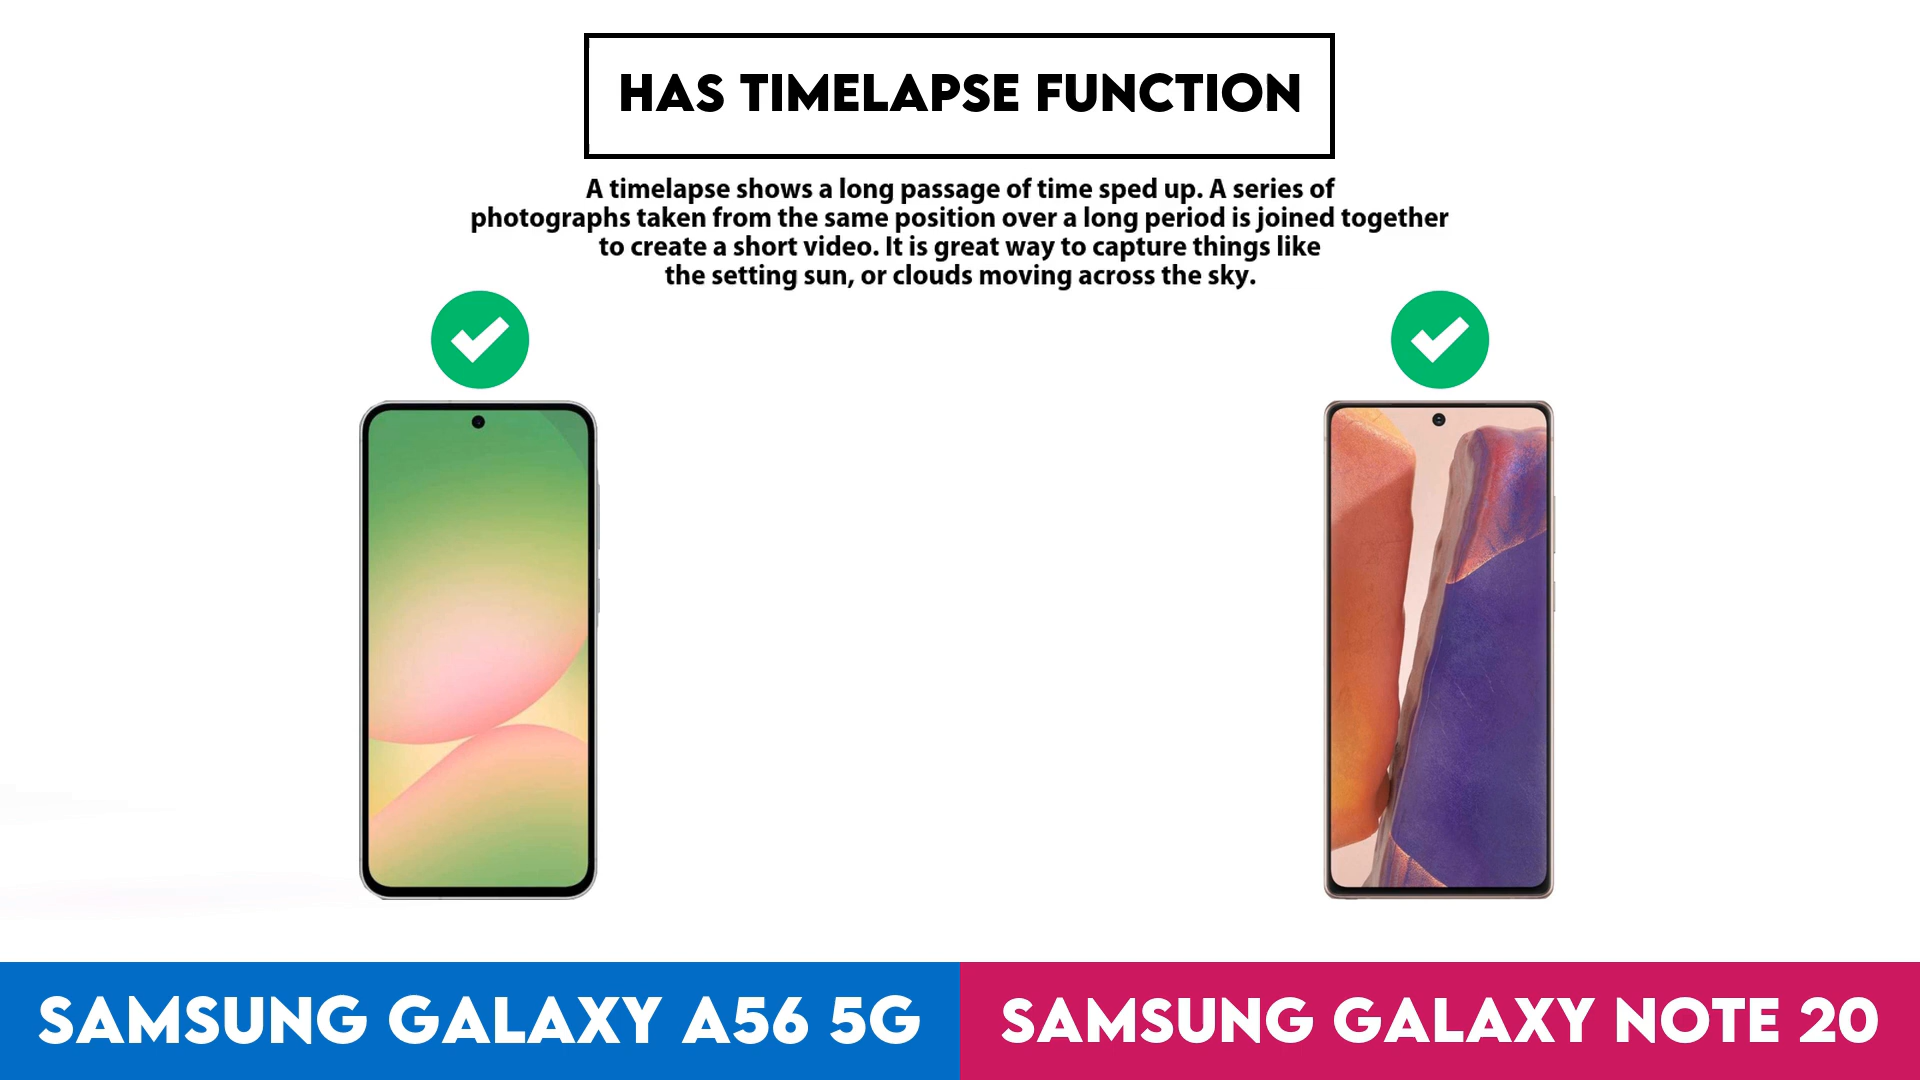 HAS TIMELAPSE FUNCTION
A timelapse shows a long passage of time sped up. A series of
photographs taken from the same position over a long period is joined together
to create a short video. It is great way to capture things like
the setting sun, or clouds moving across the sky.
SAMSUNG GALAXY A56 5G
SAMSUNG GALAXY NOTE 20